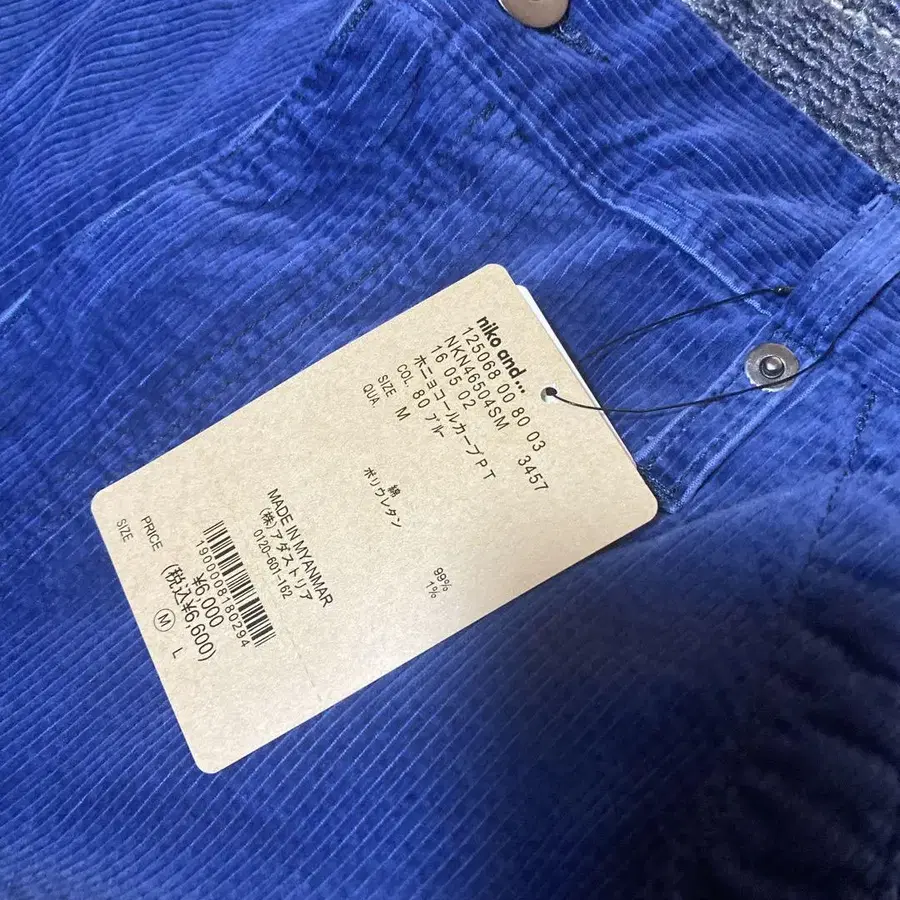 niko and...
125068 00 80 03 3457
NKN46504SM
16 05 02
ホニョコールカーブPT
COL. 80 ブルー
SIZE M
QUA.
綿 99%
ポリウレタン 1%
MADE IN MYANMAR
(株)アダストリア
0120-601-162
1900008180294
PRICE ¥6,000
(税込¥6,600)
SIZE M L